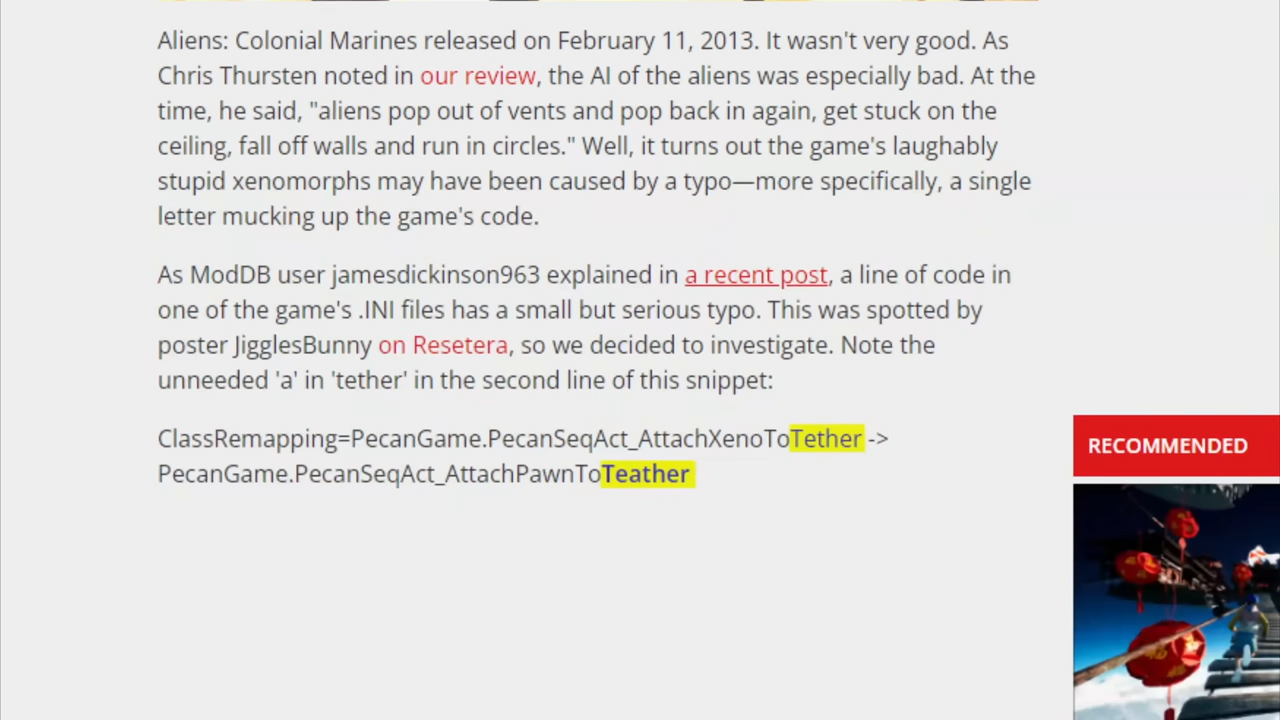 Aliens: Colonial Marines released on February 11, 2013. It wasn't very good. As
Chris Thursten noted in our review, the AI of the aliens was especially bad. At the
time, he said, "aliens pop out of vents and pop back in again, get stuck on the
ceiling, fall off walls and run in circles." Well, it turns out the game's laughably
stupid xenomorphs may have been caused by a typo—more specifically, a single
letter mucking up the game's code.
As ModDB user jamesdickinson963 explained in a recent post, a line of code in
one of the game's .INI files has a small but serious typo. This was spotted by
poster JigglesBunny on Resetera, so we decided to investigate. Note the
unneeded 'a' in 'tether' in the second line of this snippet:
ClassRemapping=PecanGame.PecanSeqAct_AttachXenoToTether ->
PecanGame.PecanSeqAct_AttachPawnToTeather
RECOMMENDED